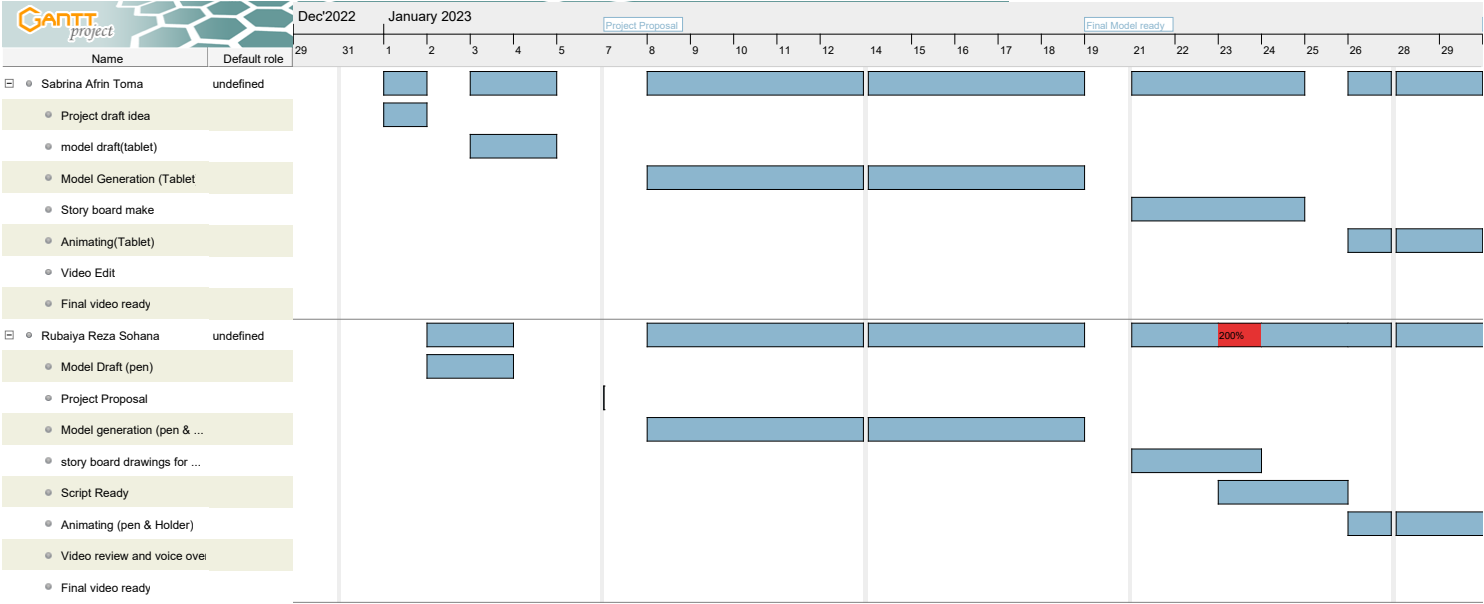 GANTT
project
Dec'2022 January 2023
Project Proposal Final Model ready
29 31 1 2 3 4 5 7 8 9 10 11 12 14 15 16 17 18 19 21 22 23 24 25 26 28 29
Name Default role
Sabrina Afrin Toma undefined
Project draft idea
model draft(tablet)
Model Generation (Tablet
Story board make
Animating(Tablet)
Video Edit
Final video ready
Rubaiya Reza Sohana undefined 200%
Model Draft (pen)
Project Proposal
Model generation (pen & ...
story board drawings for ...
Script Ready
Animating (pen & Holder)
Video review and voice over
Final video ready